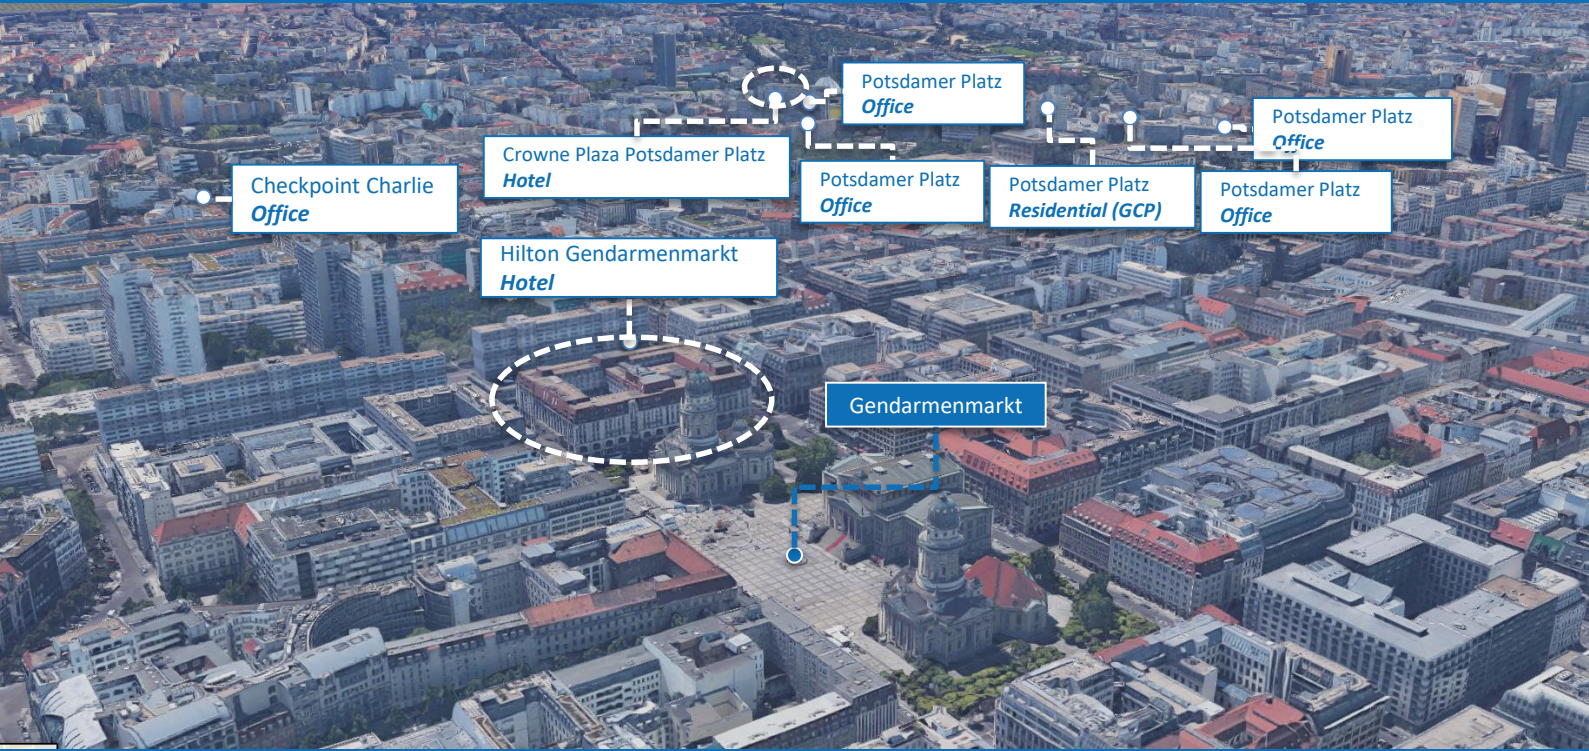 Potsdamer Platz
Office
Potsdamer Platz
Office
Crowne Plaza Potsdamer Platz
Hotel
Checkpoint Charlie
Office
Potsdamer Platz
Office
Potsdamer Platz
Residential (GCP)
Potsdamer Platz
Office
Hilton Gendarmenmarkt
Hotel
Gendarmenmarkt